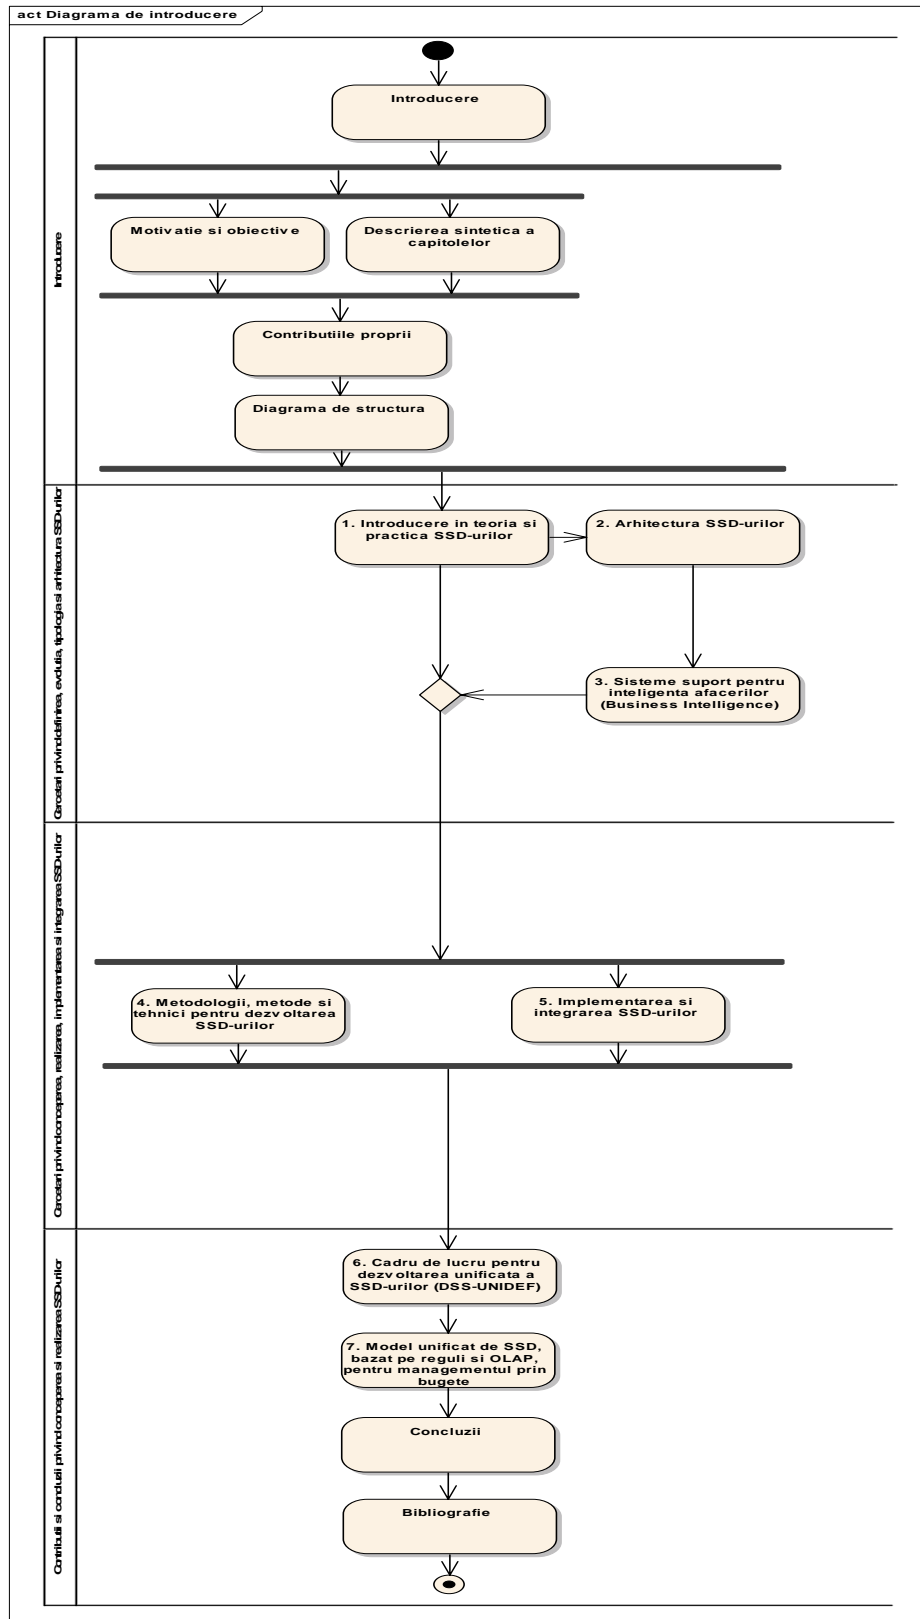 act Diagrama de introducere
Introducere
Introducere
Motivatie si obiective
Descrierea sintetica a
capitolelor
Contributiile proprii
Diagrama de structura
Cercetari privind definirea, evolutia, tipologia si arhitectura SSD-urilor
1. Introducere in teoria si
practica SSD-urilor
2. Arhitectura SSD-urilor
3. Sisteme suport pentru
inteligenta afacerilor
(Business Intelligence)
Cercetari privind conceperea, realizarea, implementarea si integrarea SSD-urilor
4. Metodologii, metode si
tehnici pentru dezvoltarea
SSD-urilor
5. Implementarea si
integrarea SSD-urilor
Contributii si concluzii privind conceperea si realizarea SSD-urilor
6. Cadru de lucru pentru
dezvoltarea unificata a
SSD-urilor (DSS-UNIDEF)
7. Model unificat de SSD,
bazat pe reguli si OLAP,
pentru managementul prin
bugete
Concluzii
Bibliografie